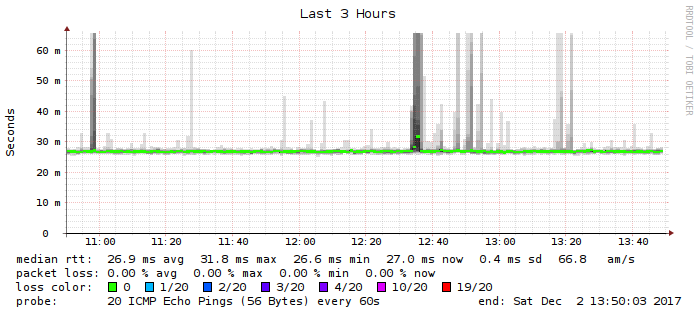 Last 3 Hours
RRDTOOL / TOBI OETIKER
Seconds
60 m
50 m
40 m
30 m
20 m
10 m
0
11:00 11:20 11:40 12:00 12:20 12:40 13:00 13:20 13:40
median rtt: 26.9 ms avg 31.8 ms max 26.6 ms min 27.0 ms now 0.4 ms sd 66.8 am/s
packet loss: 0.00 % avg 0.00 % max 0.00 % min 0.00 % now
loss color: 0 1/20 2/20 3/20 4/20 10/20 19/20
probe: 20 ICMP Echo Pings (56 Bytes) every 60s end: Sat Dec 2 13:50:03 2017